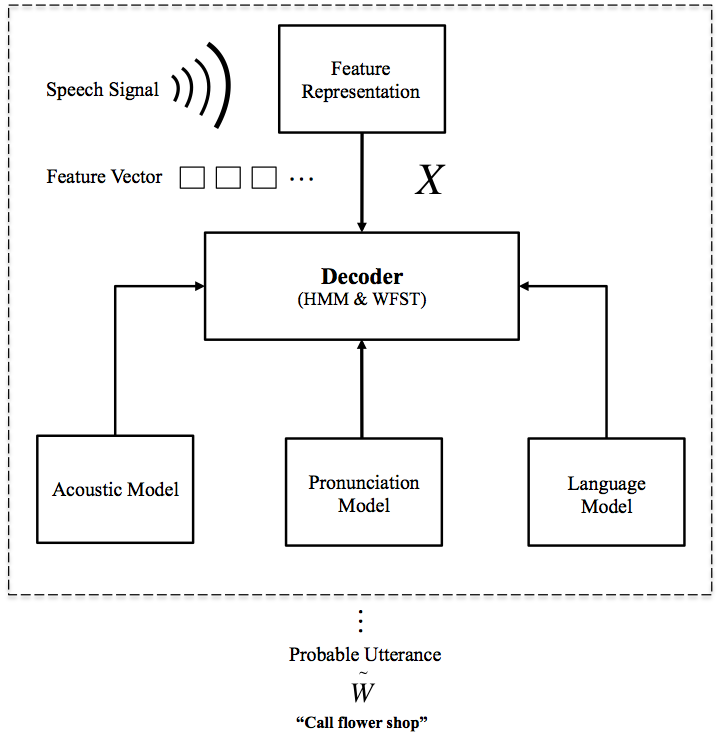 Speech Signal
Feature
Representation
Feature Vector
...
X
Decoder
(HMM & WFST)
Acoustic Model
Pronunciation
Model
Language
Model
Probable Utterance
W̃
“Call flower shop”